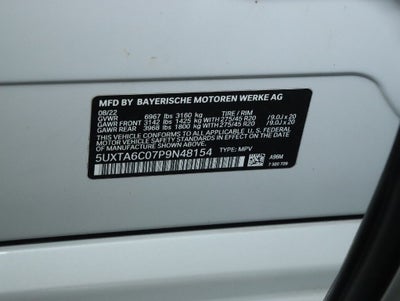 MFD BY BAYERISCHE MOTOREN WERKE AG
08/22 TIRE / RIM
GVWR 6967 lbs 3160 kg
GAWR FRONT 3142 lbs 1425 kg WITH 275/45 R20 /9.0J x 20
GAWR REAR 3968 lbs 1800 kg WITH 275/45 R20 /9.0J x 20
THIS VEHICLE CONFORMS TO ALL APPLICABLE U.S. FEDERAL
MOTOR VEHICLE SAFETY STANDARDS IN EFFECT ON THE
DATE OF MANUFACTURE SHOWN ABOVE.
5UXTA6C07P9N48154 TYPE: MPV A96M